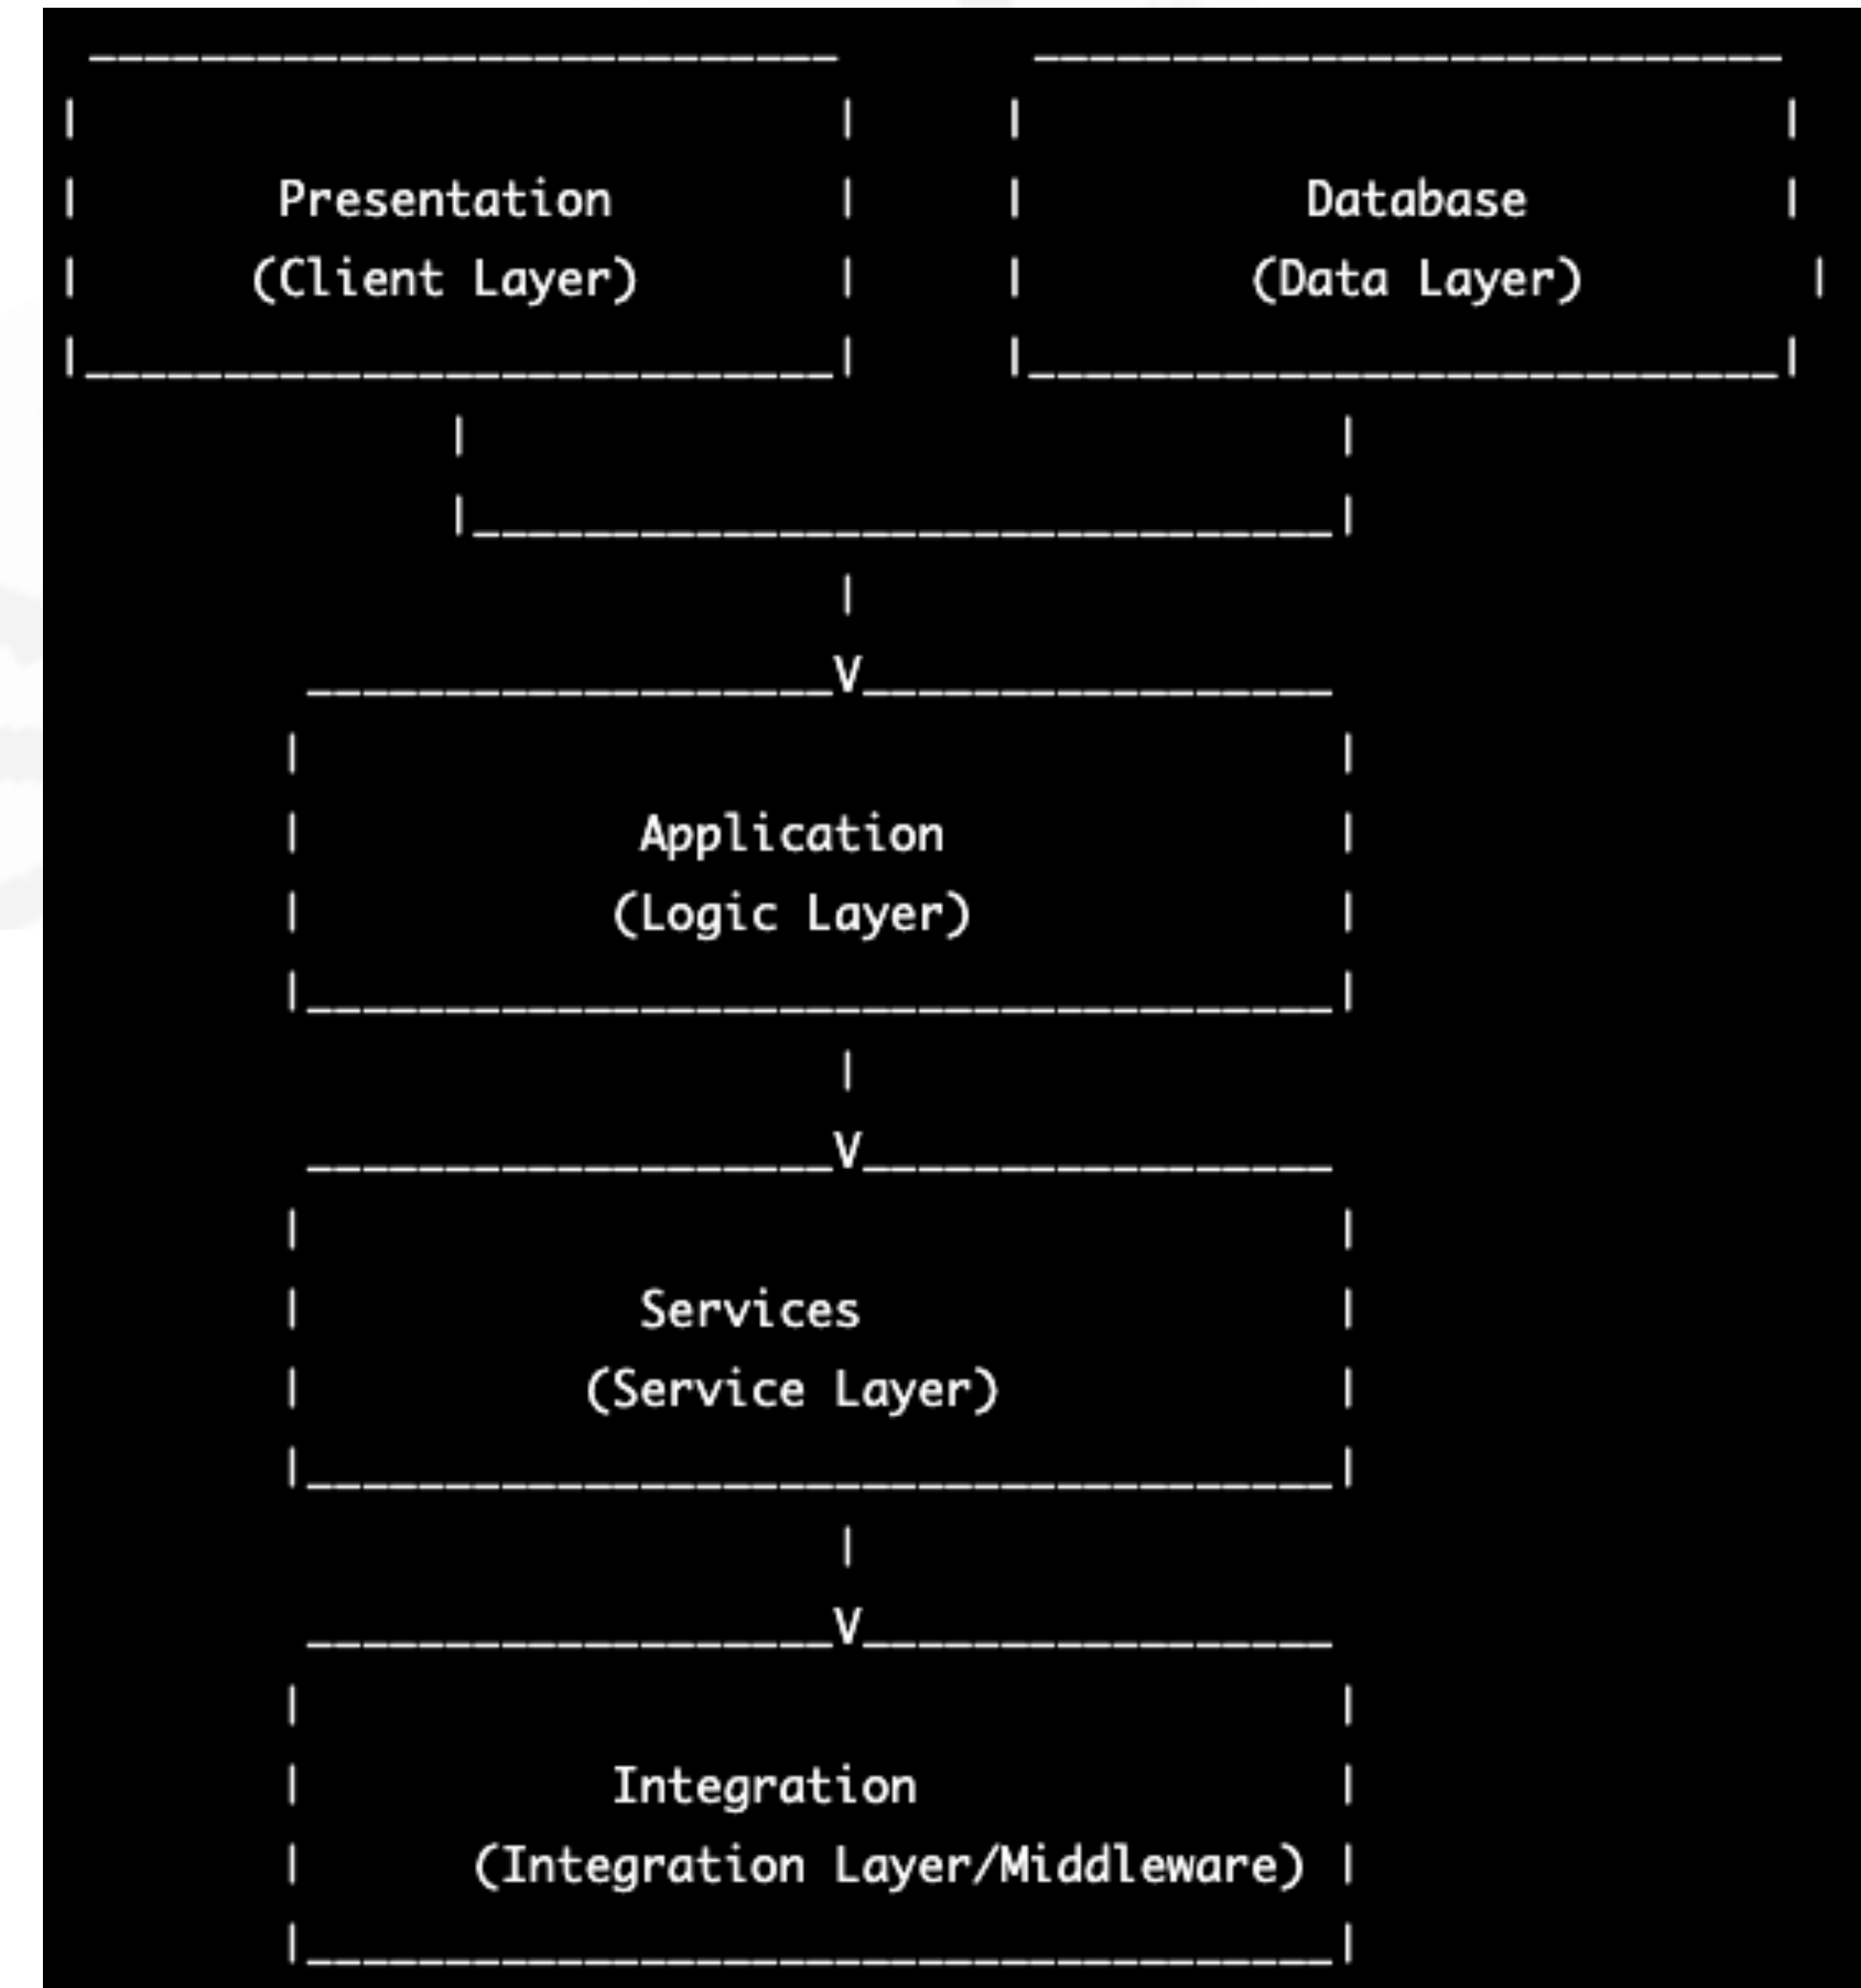 Presentation
(Client Layer)
Database
(Data Layer)
V
Application
(Logic Layer)
V
Services
(Service Layer)
V
Integration
(Integration Layer/Middleware)